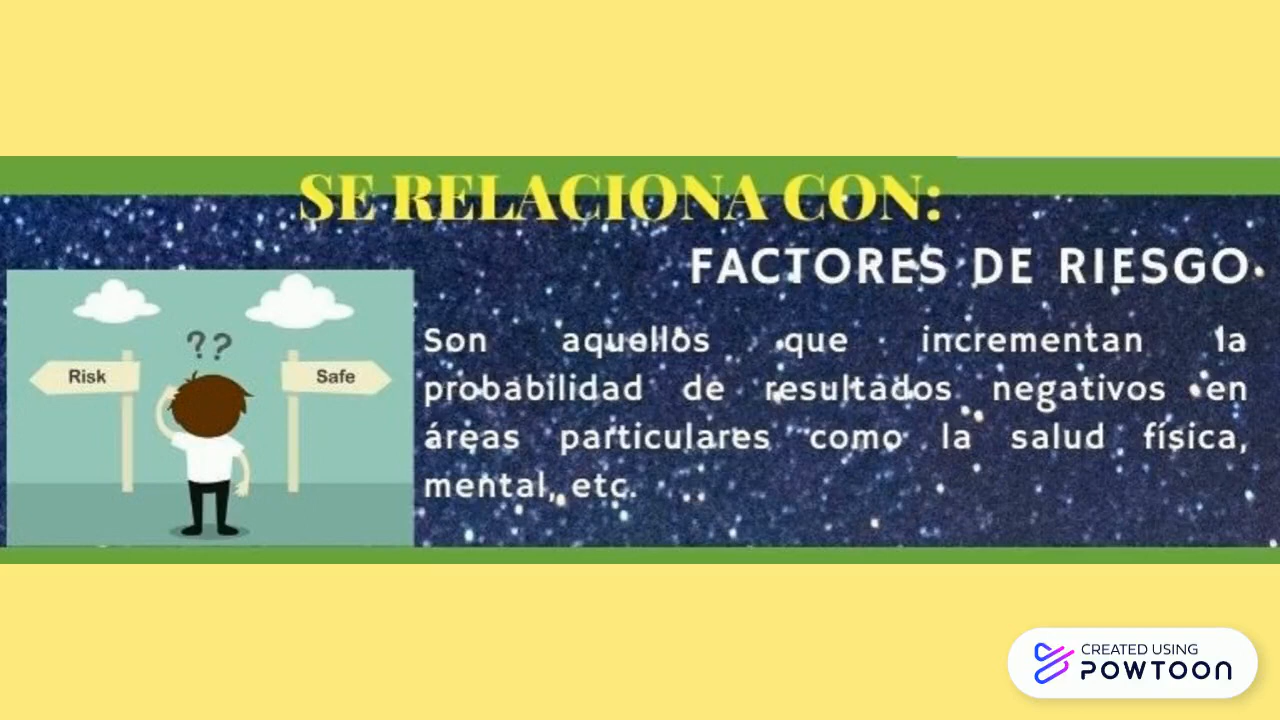 SE RELACIONA CON:
FACTORES DE RIESGO
Son aquellos que incrementan la
probabilidad de resultados negativos en
áreas particulares como la salud física,
mental, etc.
??
Risk
Safe
CREATED USING
POWTOON